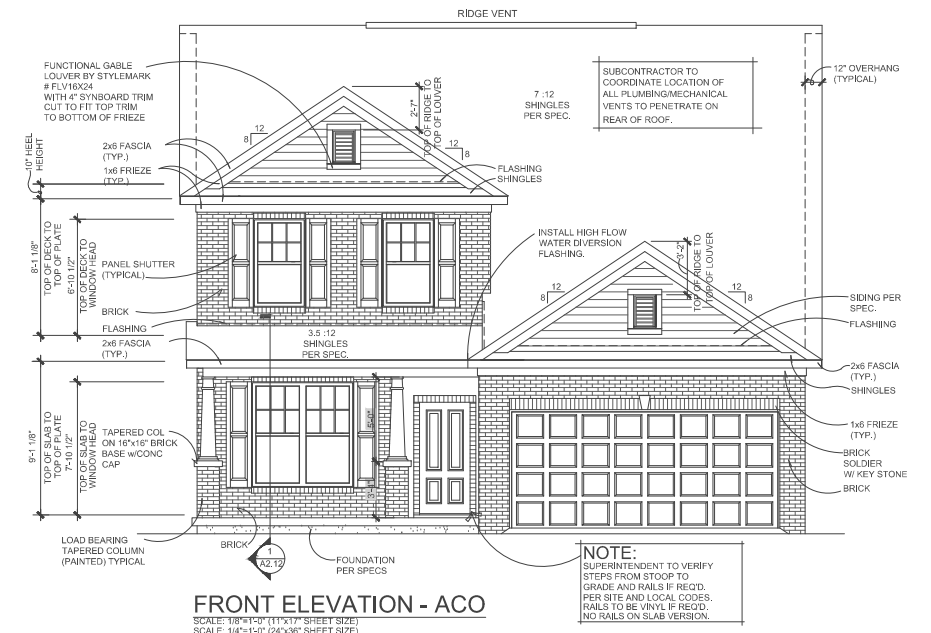 RIDGE VENT
FUNCTIONAL GABLE
LOUVER BY STYLEMARK
# FLV16X24
WITH 4" SYNBOARD TRIM
CUT TO FIT TOP TRIM
TO BOTTOM OF FRIEZE
2'-7"
TOP OF RIDGE TO
TOP OF LOUVER
7 :12
SHINGLES
PER SPEC.
SUBCONTRACTOR TO
COORDINATE LOCATION OF
ALL PLUMBING/MECHANICAL
VENTS TO PENETRATE ON
REAR OF ROOF.
12" OVERHANG
(TYPICAL)
12
8
12
8
10" HEEL
HEIGHT
2x6 FASCIA
(TYP.)
1x6 FRIEZE
(TYP.)
FLASHING
SHINGLES
8'-1 1/8"
TOP OF DECK TO
TOP OF PLATE
6'-10 1/2"
TOP OF DECK TO
WINDOW HEAD
PANEL SHUTTER
(TYPICAL)
BRICK
FLASHING
2x6 FASCIA
(TYP.)
INSTALL HIGH FLOW
WATER DIVERSION
FLASHING.
3'-2"
TOP OF RIDGE TO
TOP OF LOUVER
12
8
12
8
SIDING PER
SPEC.
FLASHING
3.5 :12
SHINGLES
PER SPEC.
2x6 FASCIA
(TYP.)
SHINGLES
1x6 FRIEZE
(TYP.)
BRICK
SOLDIER
W/ KEY STONE
BRICK
9'-1 1/8"
TOP OF SLAB TO
TOP OF PLATE
7'-10 1/2"
TOP OF SLAB TO
WINDOW HEAD
TAPERED COL
ON 16"x16" BRICK
BASE w/CONC
CAP
5'-0"
LOAD BEARING
TAPERED COLUMN
(PAINTED) TYPICAL
BRICK
1
A2.12
FOUNDATION
PER SPECS
NOTE:
SUPERINTENDENT TO VERIFY
STEPS FROM STOOP TO
GRADE AND RAILS IF REQ'D.
PER SITE AND LOCAL CODES.
RAILS TO BE VINYL IF REQ'D.
NO RAILS ON SLAB VERSION.
FRONT ELEVATION - ACO
SCALE: 1/8"=1'-0" (11"x17" SHEET SIZE)
SCALE: 1/4"=1'-0" (24"x36" SHEET SIZE)